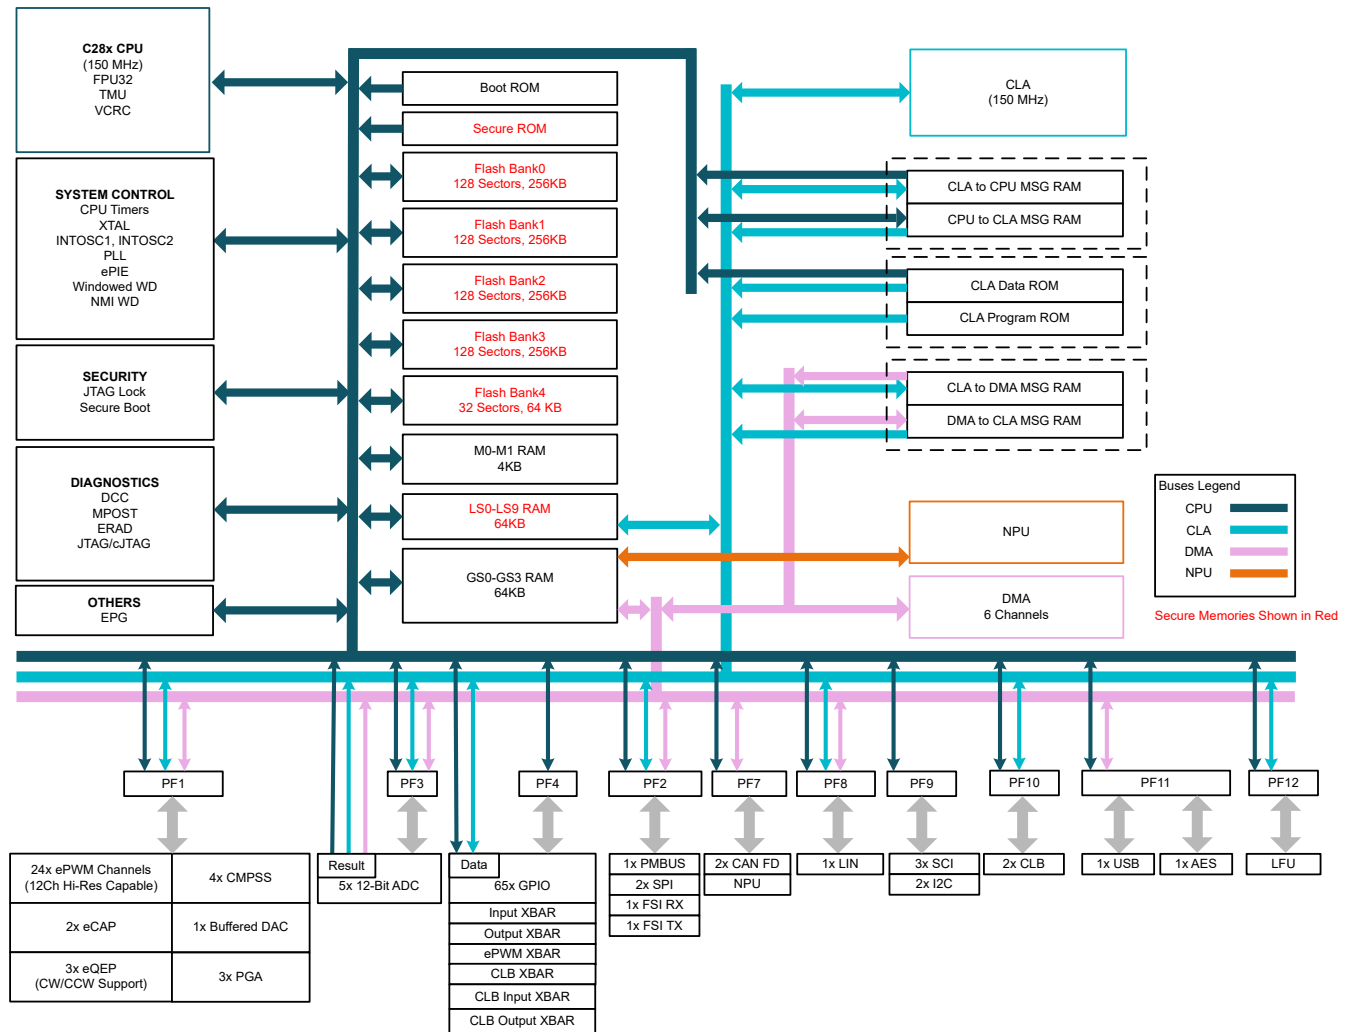 C28x CPU
(150 MHz)
FPU32
TMU
VCRC
SYSTEM CONTROL
CPU Timers
XTAL
INTOSC1, INTOSC2
PLL
ePIE
Windowed WD
NMI WD
SECURITY
JTAG Lock
Secure Boot
DIAGNOSTICS
DCC
MPOST
ERAD
JTAG/cJTAG
OTHERS
EPG
Boot ROM
Secure ROM
Flash Bank0
128 Sectors, 256KB
Flash Bank1
128 Sectors, 256KB
Flash Bank2
128 Sectors, 256KB
Flash Bank3
128 Sectors, 256KB
Flash Bank4
32 Sectors, 64 KB
M0-M1 RAM
4KB
LS0-LS9 RAM
64KB
GS0-GS3 RAM
64KB
CLA
(150 MHz)
CLA to CPU MSG RAM
CPU to CLA MSG RAM
CLA Data ROM
CLA Program ROM
CLA to DMA MSG RAM
DMA to CLA MSG RAM
NPU
DMA
6 Channels
Buses Legend
CPU
CLA
DMA
NPU
Secure Memories Shown in Red
PF1
PF3
PF4
PF2
PF7
PF8
PF9
PF10
PF11
PF12
24x ePWM Channels
(12Ch Hi-Res Capable)
4x CMPSS
2x eCAP
1x Buffered DAC
3x eQEP
(CW/CCW Support)
3x PGA
Result
5x 12-Bit ADC
Data
65x GPIO
Input XBAR
Output XBAR
ePWM XBAR
CLB XBAR
CLB Input XBAR
CLB Output XBAR
1x PMBUS
2x SPI
1x FSI RX
1x FSI TX
2x CAN FD
NPU
1x LIN
3x SCI
2x I2C
2x CLB
1x USB
1x AES
LFU